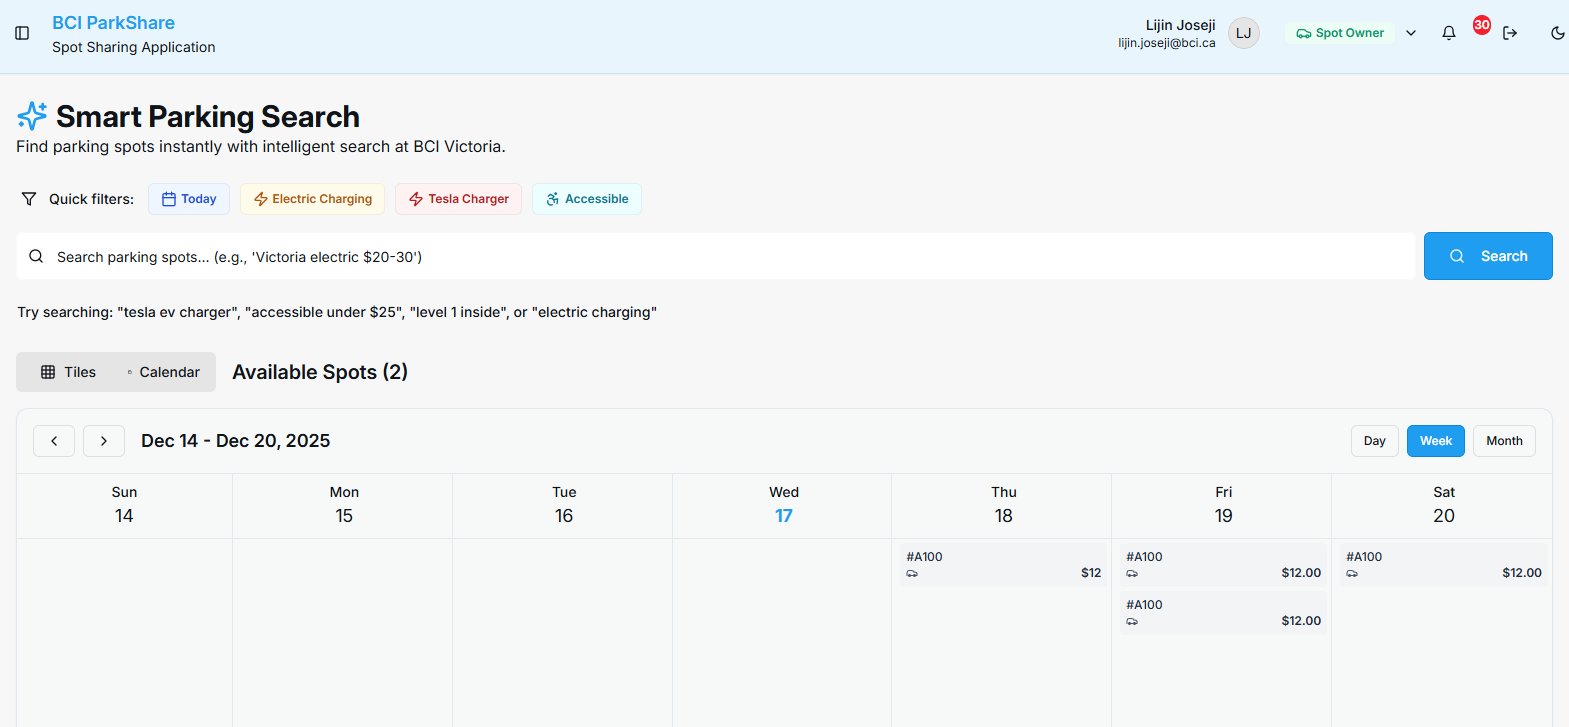 BCI ParkShare
Spot Sharing Application
Lijin Joseji
lijin.joseji@bci.ca
LJ
Spot Owner
30
Smart Parking Search
Find parking spots instantly with intelligent search at BCI Victoria.
Quick filters:
Today
Electric Charging
Tesla Charger
Accessible
Search parking spots... (e.g., 'Victoria electric $20-30')
Search
Try searching: "tesla ev charger", "accessible under $25", "level 1 inside", or "electric charging"
Tiles
Calendar
Available Spots (2)
Dec 14 - Dec 20, 2025
Day
Week
Month
Sun
14
Mon
15
Tue
16
Wed
17
Thu
18
Fri
19
Sat
20
#A100
$12
#A100
$12.00
#A100
$12.00
#A100
$12.00